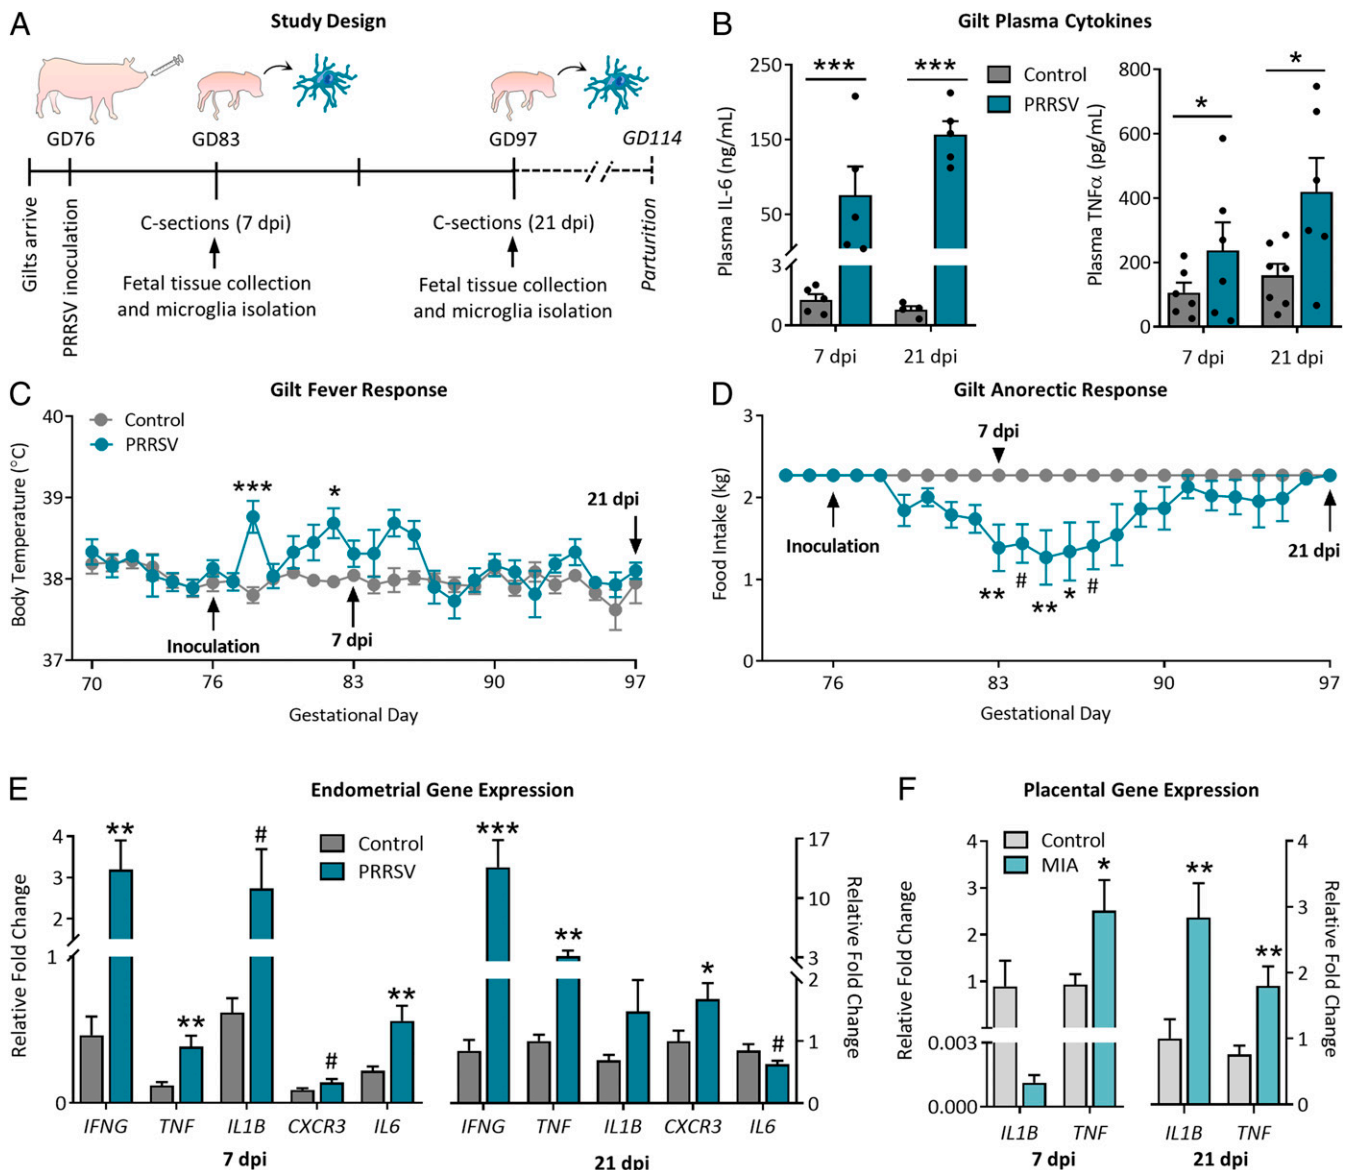 A
Study Design
GD76
GD83
GD97
GD114
Gilts arrive
PRRSV inoculation
C-sections (7 dpi)
Fetal tissue collection
and microglia isolation
C-sections (21 dpi)
Fetal tissue collection
and microglia isolation
Parturition
B
Gilt Plasma Cytokines
Plasma IL-6 (ng/mL)
250
150
50
3
0
***
***
7 dpi
21 dpi
Control
PRRSV
Plasma TNFα (pg/mL)
800
600
400
200
0
*
*
7 dpi
21 dpi
C
Gilt Fever Response
Control
PRRSV
Body Temperature (°C)
40
39
38
37
***
*
21 dpi
Inoculation
7 dpi
70
76
83
90
97
Gestational Day
D
Gilt Anorectic Response
Food Intake (kg)
3
2
1
0
7 dpi
Inoculation
21 dpi
**
#
**
*
#
76
83
90
97
Gestational Day
E
Endometrial Gene Expression
Control
PRRSV
Relative Fold Change
4
3
2
1
0
**
**
#
#
**
IFNG
TNF
IL1B
CXCR3
IL6
7 dpi
***
**
*
#
IFNG
TNF
IL1B
CXCR3
IL6
21 dpi
17
10
3
2
1
0
Relative Fold Change
F
Placental Gene Expression
Control
MIA
Relative Fold Change
4
3
2
1
0.003
0.000
*
IL1B
TNF
7 dpi
**
**
IL1B
TNF
21 dpi
4
3
2
1
0
Relative Fold Change